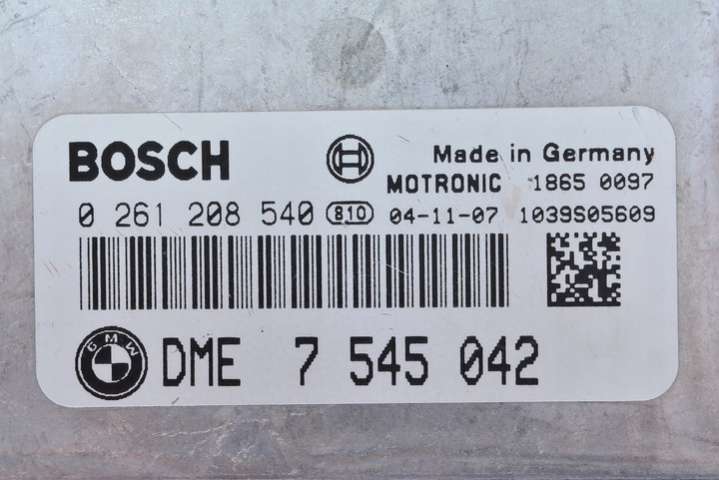 BOSCH
Made in Germany
MOTRONIC 1865 0097
0 261 208 540 810 04-11-07 1039S05609
GMW DME 7 545 042